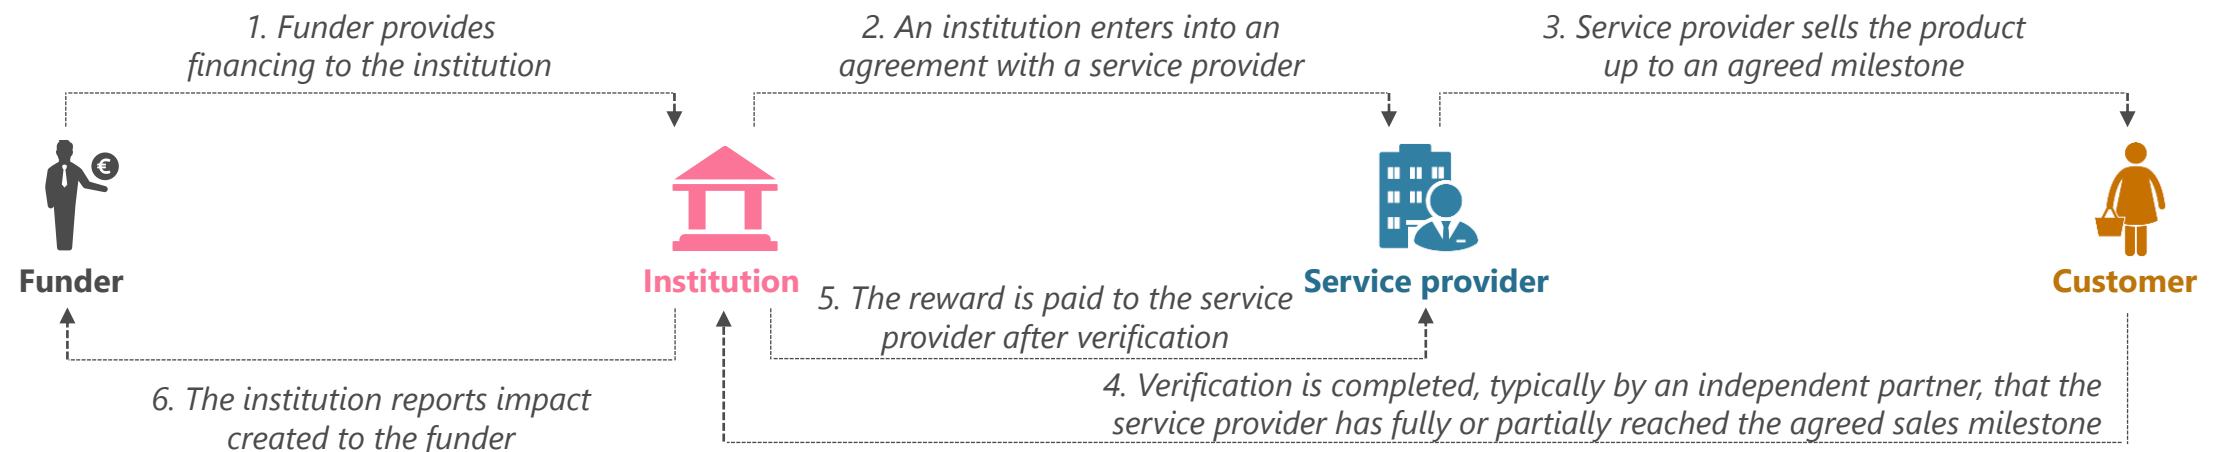 1. Funder provides
financing to the institution
2. An institution enters into an
agreement with a service provider
3. Service provider sells the product
up to an agreed milestone
€
Funder
Institution
Service provider
Customer
5. The reward is paid to the service
provider after verification
4. Verification is completed, typically by an independent partner, that the
service provider has fully or partially reached the agreed sales milestone
6. The institution reports impact
created to the funder